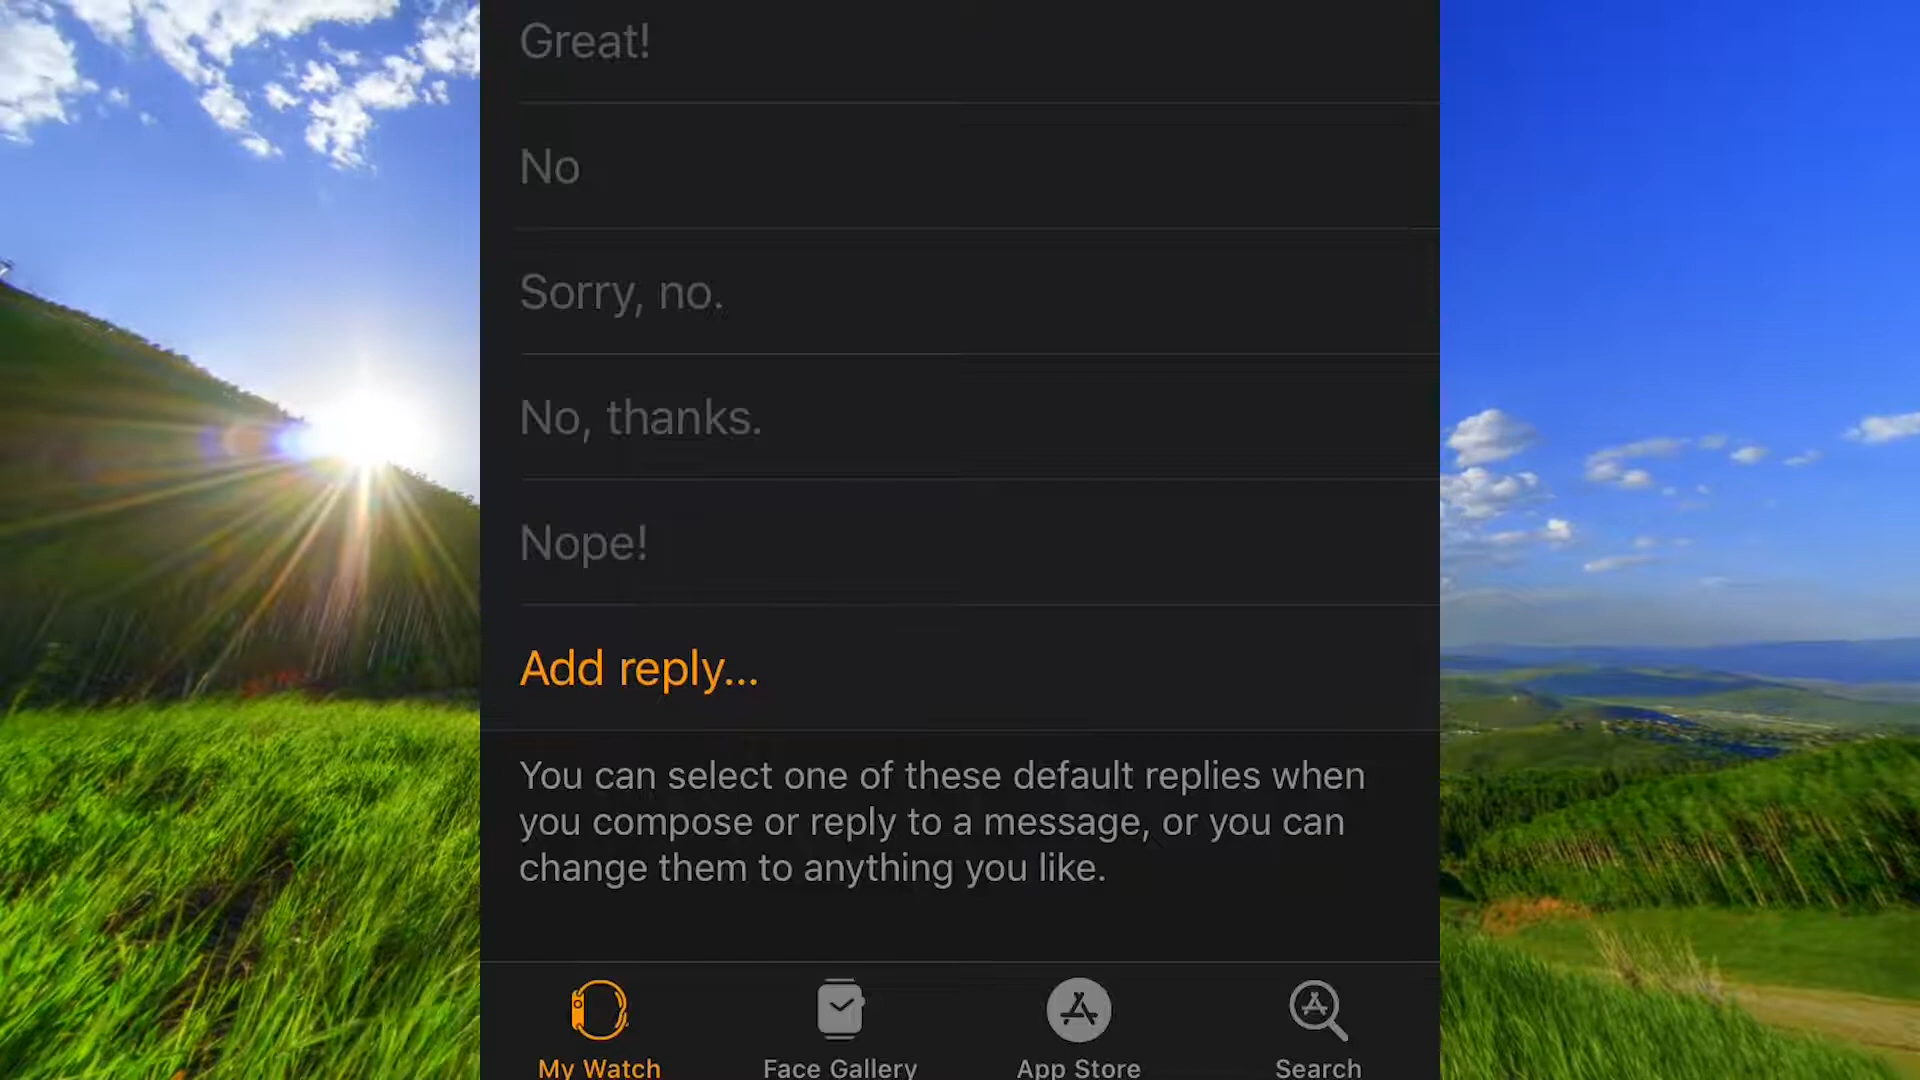 Great!
No
Sorry, no.
No, thanks.
Nope!
Add reply...
You can select one of these default replies when
you compose or reply to a message, or you can
change them to anything you like.
My Watch
Face Gallery
App Store
Search